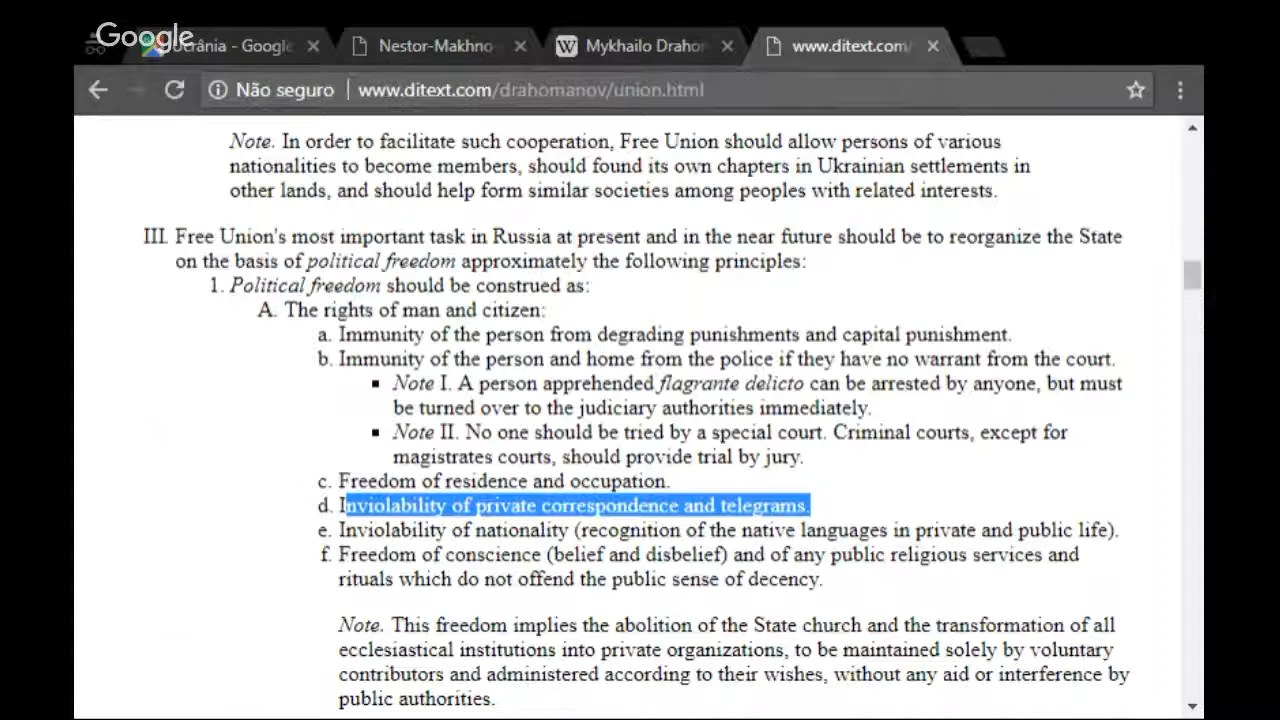 Google
ucrânia - Google
Nestor-Makhno
W Mykhailo Drahor
www.ditext.com/
Não seguro | www.ditext.com/drahomanov/union.html
Note. In order to facilitate such cooperation, Free Union should allow persons of various
nationalities to become members, should found its own chapters in Ukrainian settlements in
other lands, and should help form similar societies among peoples with related interests.
III. Free Union's most important task in Russia at present and in the near future should be to reorganize the State
on the basis of political freedom approximately the following principles:
1. Political freedom should be construed as:
A. The rights of man and citizen:
a. Immunity of the person from degrading punishments and capital punishment.
b. Immunity of the person and home from the police if they have no warrant from the court.
▪ Note I. A person apprehended flagrante delicto can be arrested by anyone, but must
be turned over to the judiciary authorities immediately.
▪ Note II. No one should be tried by a special court. Criminal courts, except for
magistrates courts, should provide trial by jury.
c. Freedom of residence and occupation.
d. Inviolability of private correspondence and telegrams.
e. Inviolability of nationality (recognition of the native languages in private and public life).
f. Freedom of conscience (belief and disbelief) and of any public religious services and
rituals which do not offend the public sense of decency.
Note. This freedom implies the abolition of the State church and the transformation of all
ecclesiastical institutions into private organizations, to be maintained solely by voluntary
contributors and administered according to their wishes, without any aid or interference by
public authorities.